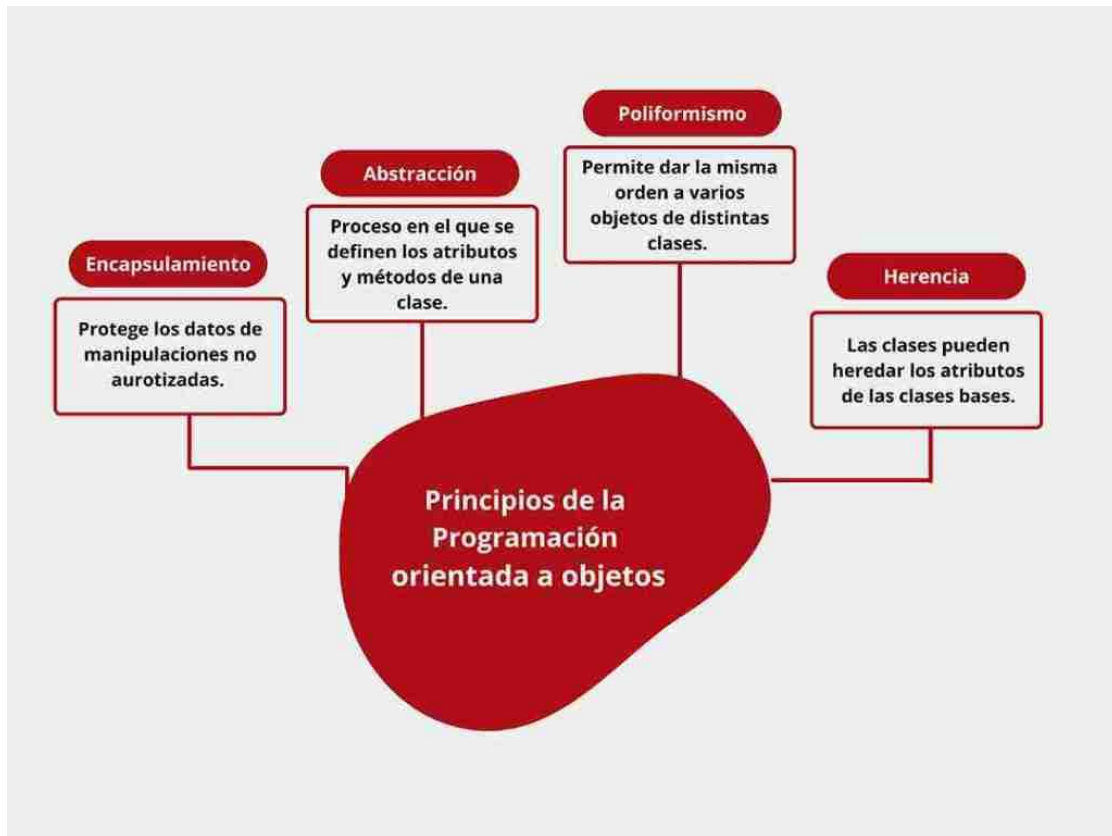 Poliformismo
Permite dar la misma
orden a varios
objetos de distintas
clases.
Abstracción
Proceso en el que se
definen los atributos
y métodos de una
clase.
Encapsulamiento
Protege los datos de
manipulaciones no
aurotizadas.
Herencia
Las clases pueden
heredar los atributos
de las clases bases.
Principios de la
Programación
orientada a objetos